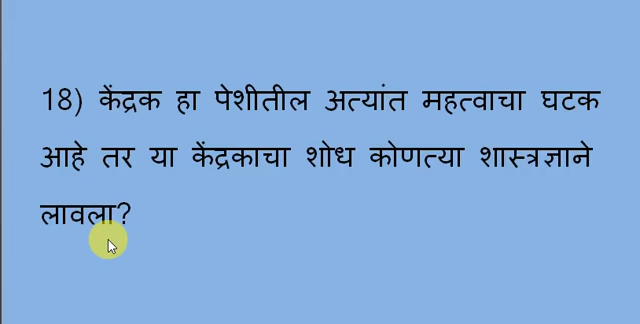 18) केंद्रक हा पेशीतील अत्यांत महत्वाचा घटक
आहे तर या केंद्रकाचा शोध कोणत्या शास्त्रज्ञाने
लावला?